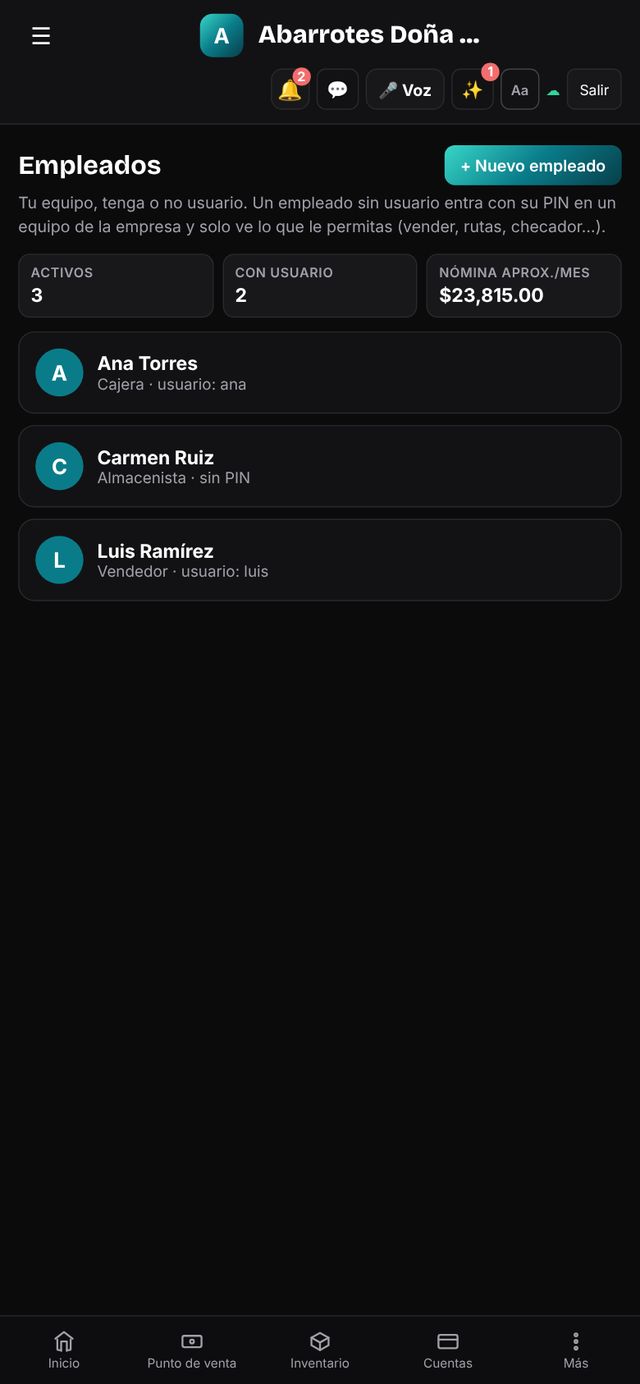 ☰ A Abarrotes Doña ...
🔔 2 💬 🎤 Voz ✨ 1 Aa ☁ Salir
Empleados
+ Nuevo empleado
Tu equipo, tenga o no usuario. Un empleado sin usuario entra con su PIN en un
equipo de la empresa y solo ve lo que le permitas (vender, rutas, checador…).
ACTIVOS
3
CON USUARIO
2
NÓMINA APROX./MES
$23,815.00
A
Ana Torres
Cajera · usuario: ana
C
Carmen Ruiz
Almacenista · sin PIN
L
Luis Ramírez
Vendedor · usuario: luis
Inicio
Punto de venta
Inventario
Cuentas
Más